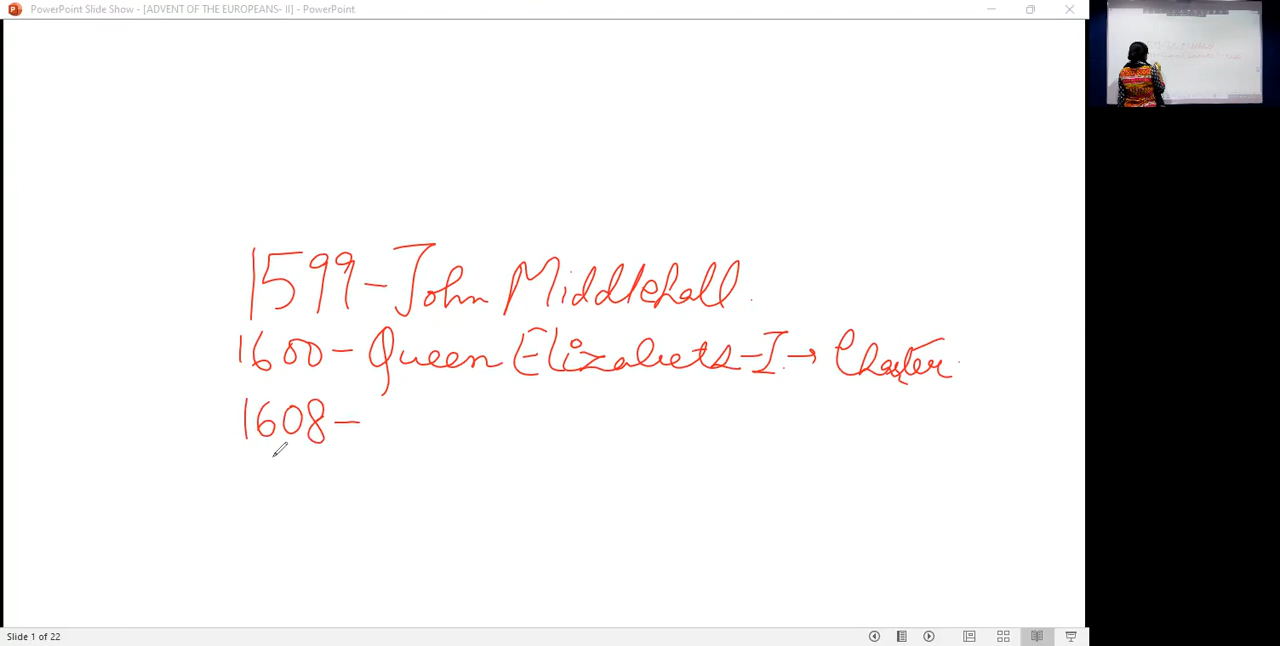 PowerPoint Slide Show - [ADVENT OF THE EUROPEANS- II] - PowerPoint
1599 - John Middlehall.
1600 - Queen Elizabets - I. → Charter.
1608 -
Slide 1 of 22